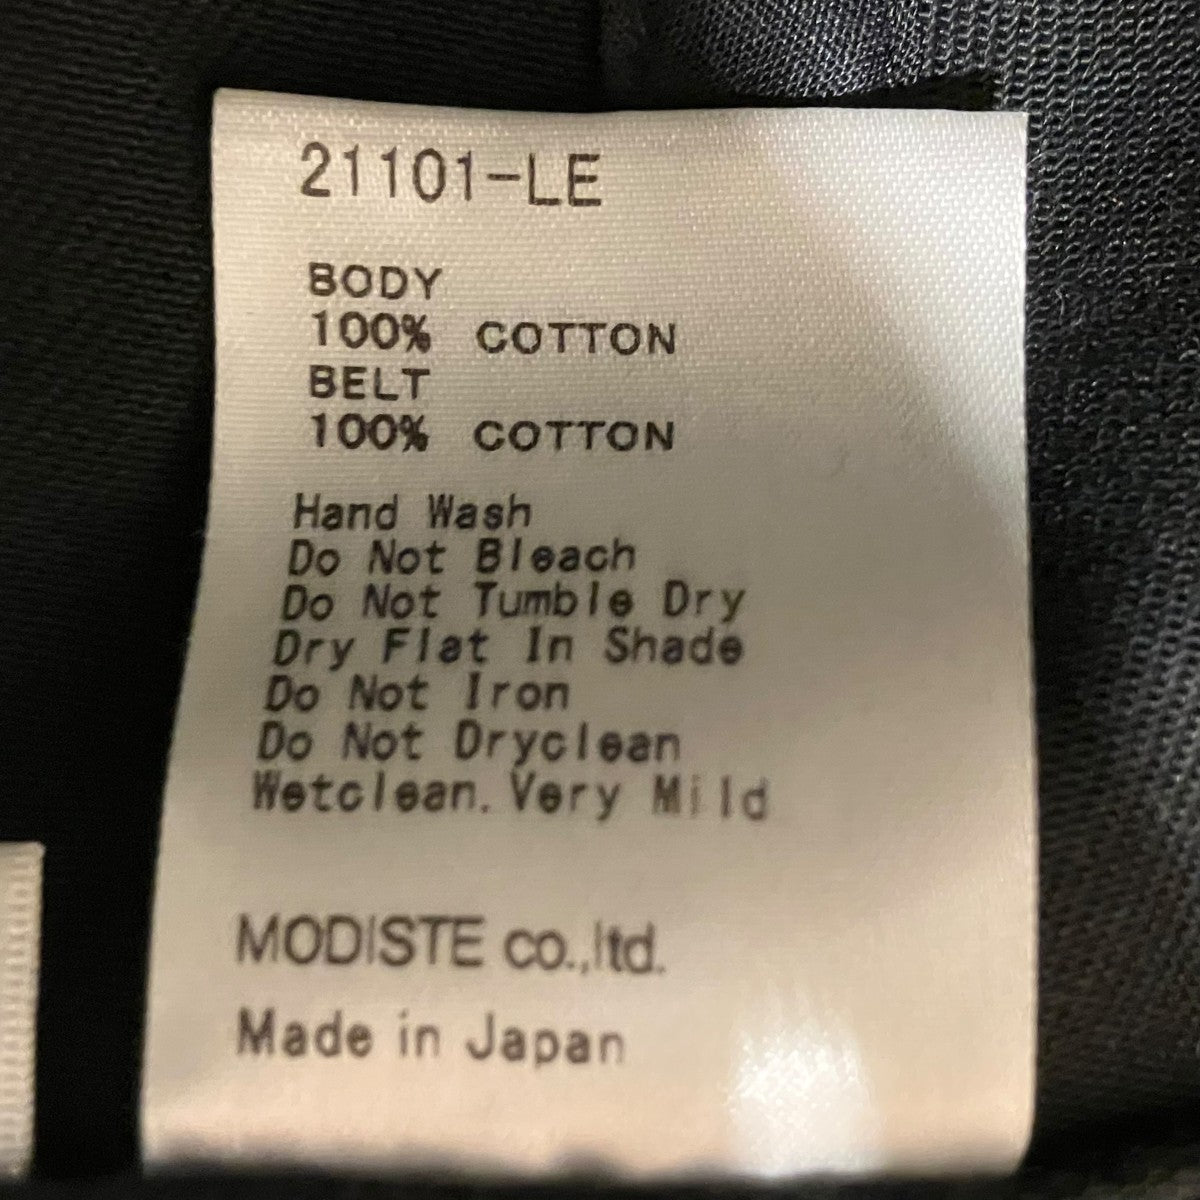 21101-LE
BODY
100% COTTON
BELT
100% COTTON
Hand Wash
Do Not Bleach
Do Not Tumble Dry
Dry Flat In Shade
Do Not Iron
Do Not Dryclean
Wetclean. Very Mild
MODISTE co.,ltd.
Made in Japan